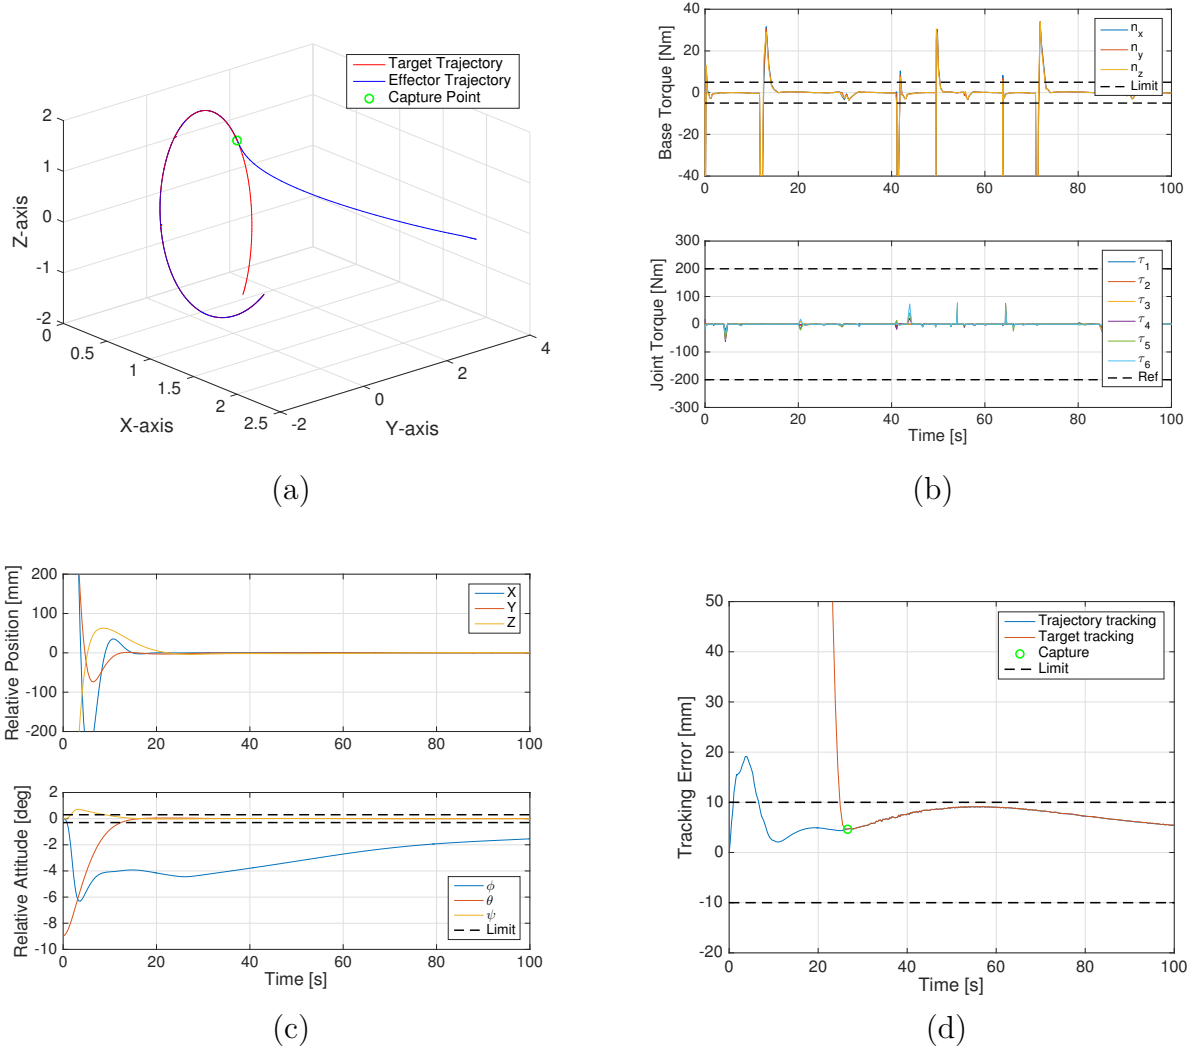 Target Trajectory
Effector Trajectory
Capture Point
2
1
0
-1
-2
Z-axis
0
0.5
1
1.5
2
2.5
X-axis
-2
0
2
4
Y-axis
(a)
Base Torque [Nm]
40
20
0
-20
-40
0 20 40 60 80 100
n_x
n_y
n_z
Limit
Joint Torque [Nm]
300
200
100
0
-100
-200
-300
0 20 40 60 80 100
Time [s]
τ_1
τ_2
τ_3
τ_4
τ_5
τ_6
Ref
(b)
Relative Position [mm]
200
100
0
-100
-200
0 20 40 60 80 100
X
Y
Z
Relative Attitude [deg]
2
0
-2
-4
-6
-8
-10
0 20 40 60 80 100
Time [s]
ϕ
θ
ψ
Limit
(c)
Tracking Error [mm]
50
40
30
20
10
0
-10
-20
0 20 40 60 80 100
Time [s]
Trajectory tracking
Target tracking
Capture
Limit
(d)